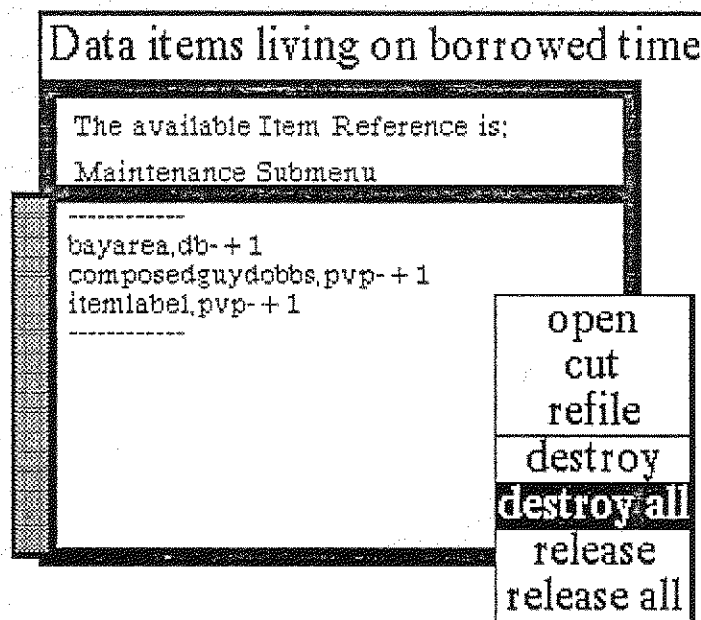 Data items living on borrowed time
The available Item Reference is:
Maintenance Submenu
------------
bayarea.db-+1
composedguydobbs.pvp-+1
itemlabel.pvp-+1
------------
open
cut
refile
destroy
destroy all
release
release all